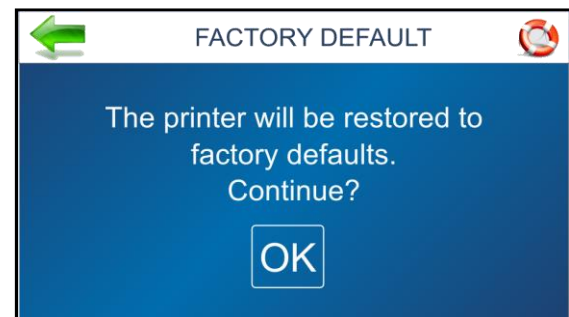 FACTORY DEFAULT
The printer will be restored to
factory defaults.
Continue?
OK